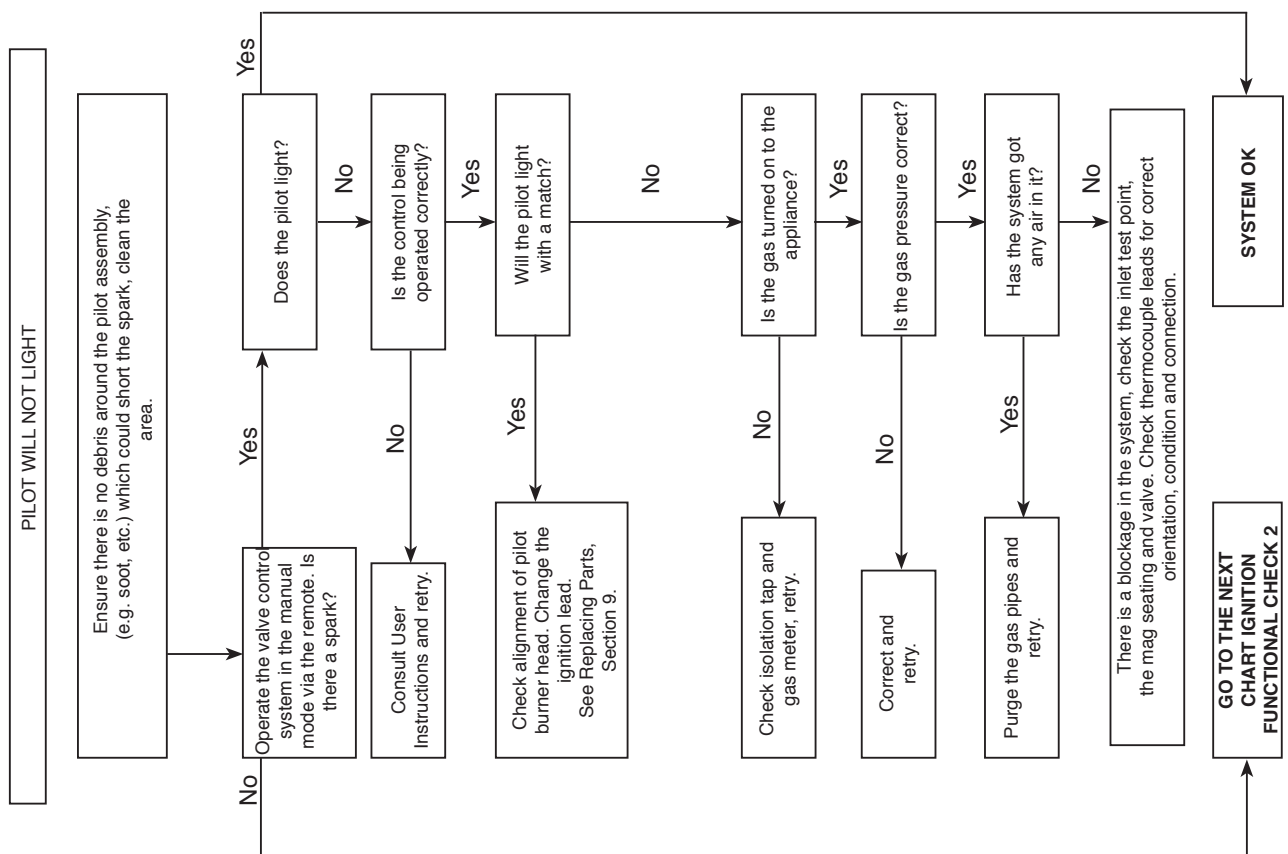 PILOT WILL NOT LIGHT
Ensure there is no debris around the pilot assembly,
(e.g. soot, etc.) which could short the spark, clean the
area.
Operate the valve control
system in the manual
mode via the remote. Is
there a spark?
No
Yes
Does the pilot light?
Yes
No
Is the control being
operated correctly?
No
Consult User
Instructions and retry.
Yes
Will the pilot light
with a match?
Yes
Check alignment of pilot
burner head. Change the
ignition lead.
See Replacing Parts,
Section 9.
No
Is the gas turned on to the
appliance?
No
Check isolation tap and
gas meter, retry.
Yes
Is the gas pressure correct?
No
Correct and
retry.
Yes
Has the system got
any air in it?
Yes
Purge the gas pipes and
retry.
No
There is a blockage in the system, check the inlet test point,
the mag seating and valve. Check thermocouple leads for correct
orientation, condition and connection.
GO TO THE NEXT
CHART IGNITION
FUNCTIONAL CHECK 2
SYSTEM OK